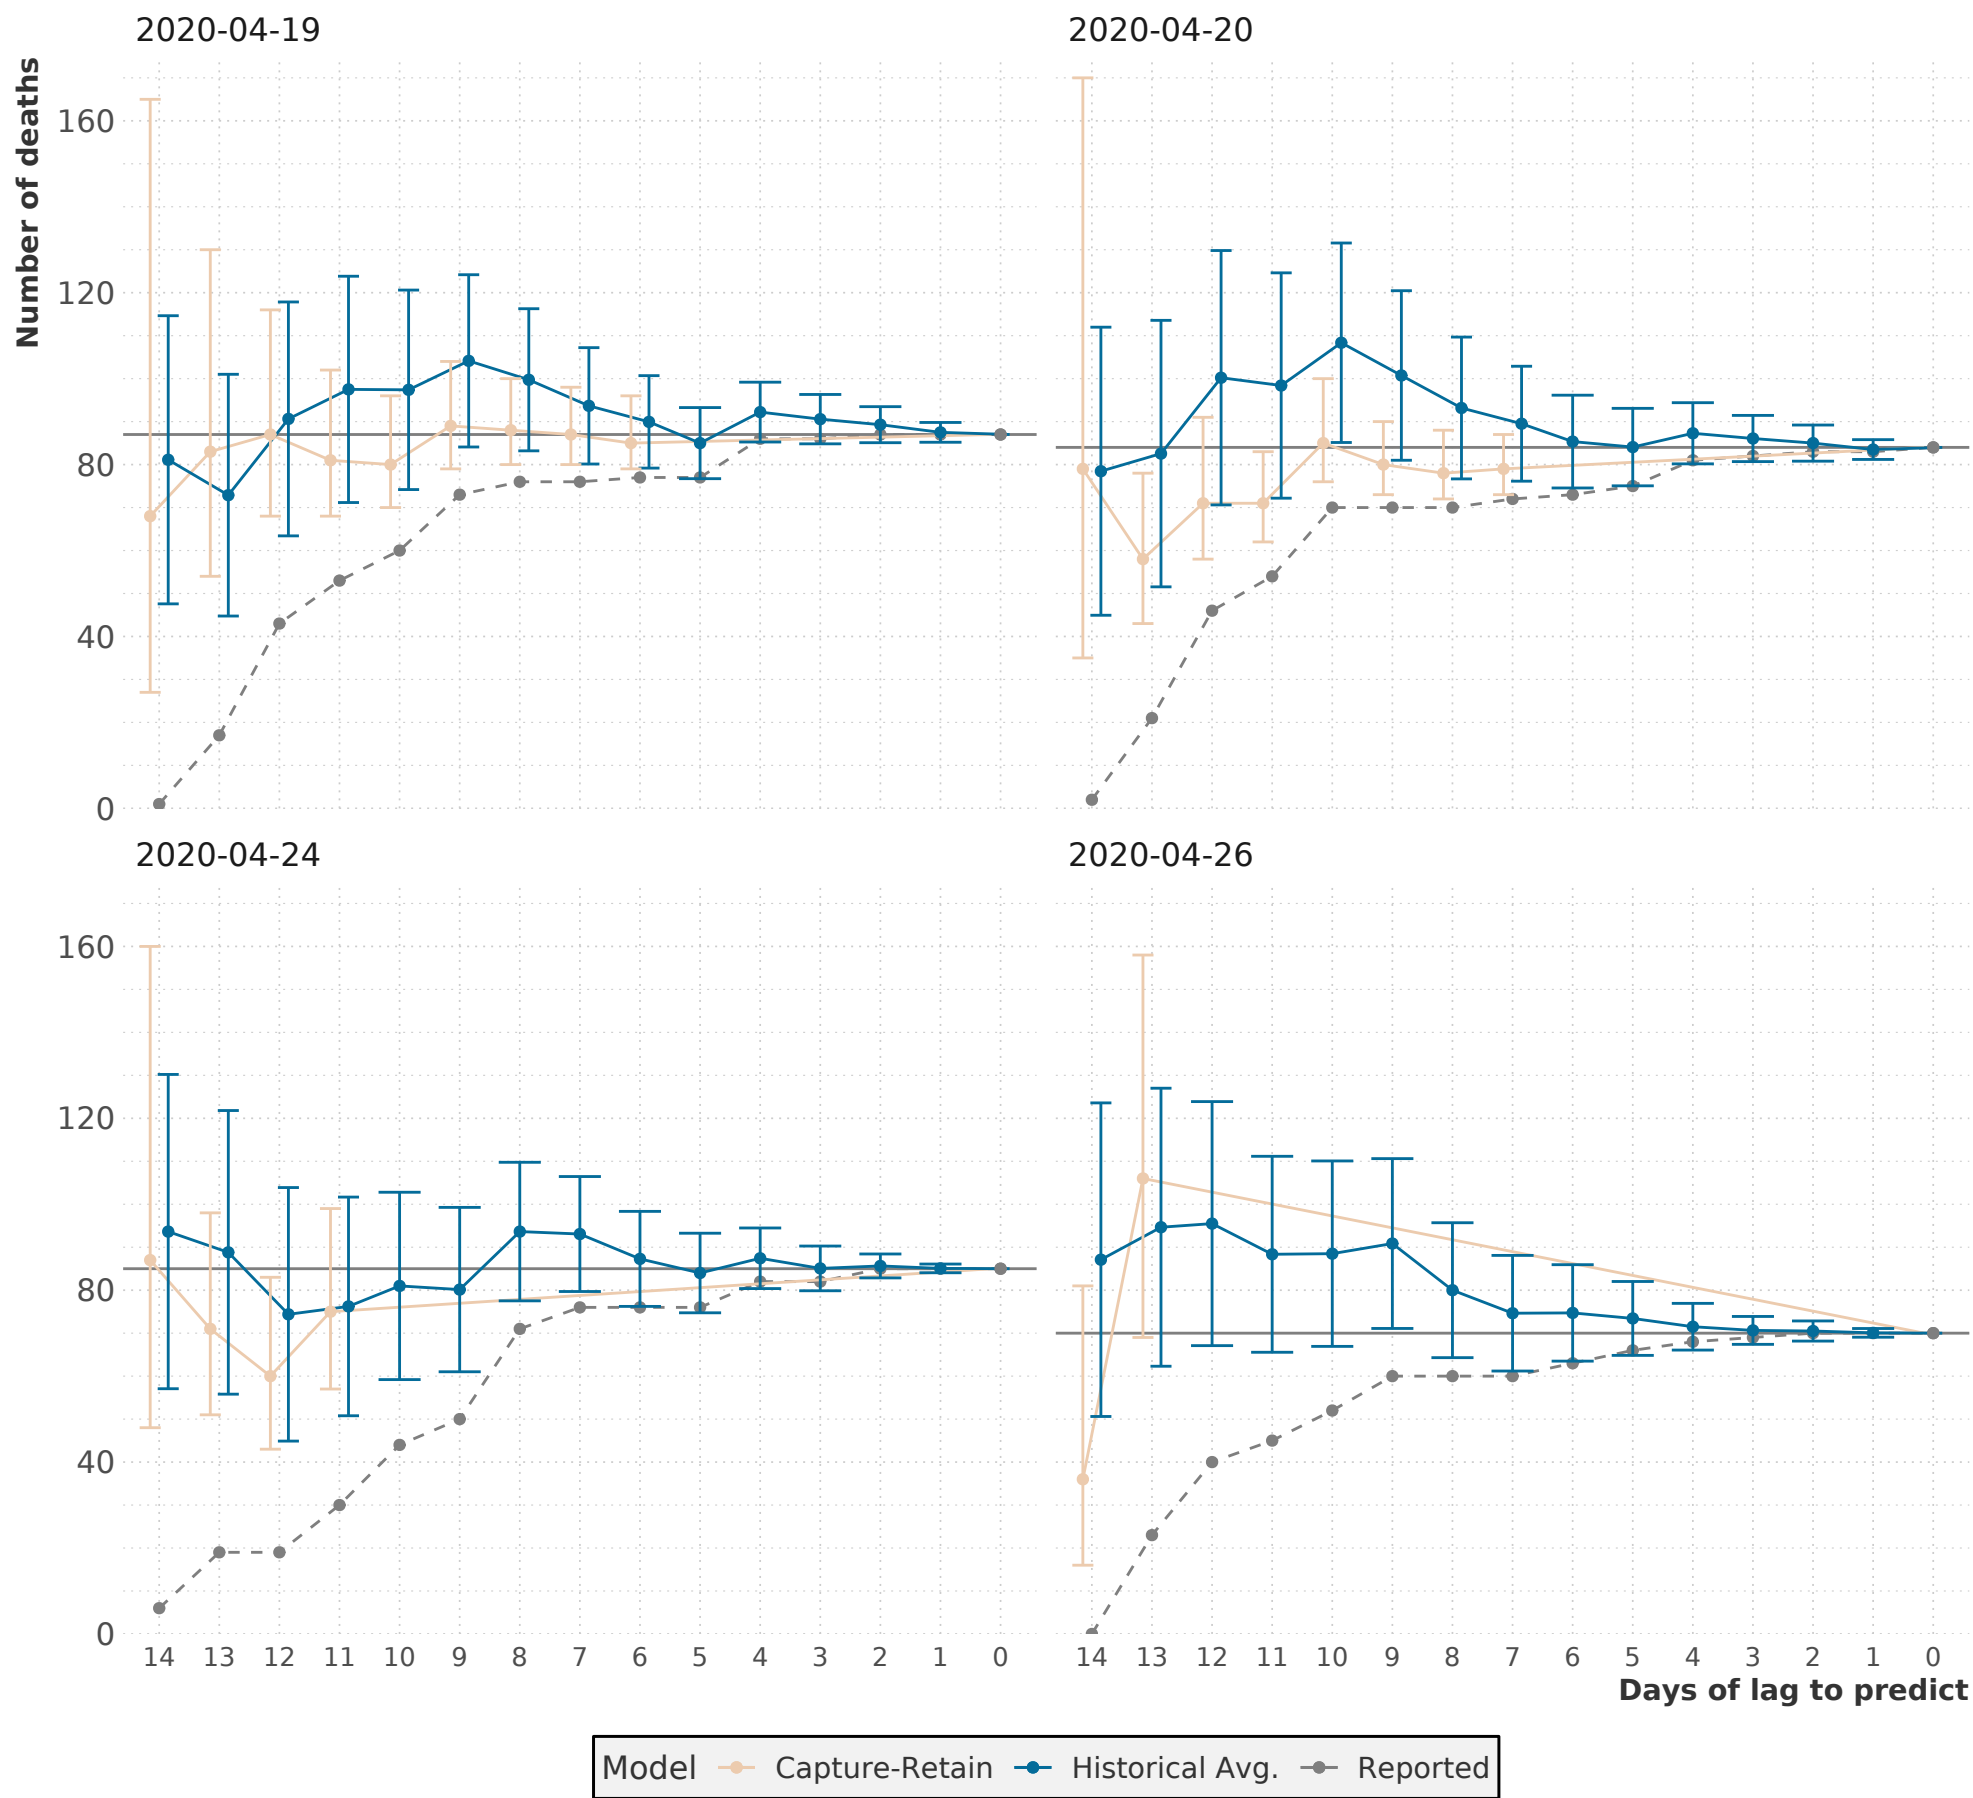 2020-04-19
2020-04-20
Number of deaths
160
120
80
40
0
2020-04-24
2020-04-26
160
120
80
40
0
14 13 12 11 10 9 8 7 6 5 4 3 2 1 0
14 13 12 11 10 9 8 7 6 5 4 3 2 1 0
Days of lag to predict
Model Capture-Retain Historical Avg. Reported